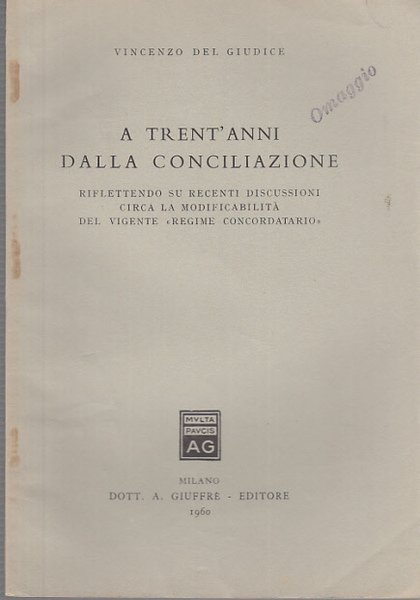 VINCENZO DEL GIUDICE
Omaggio
A TRENT'ANNI
DALLA CONCILIAZIONE
RIFLETTENDO SU RECENTI DISCUSSIONI
CIRCA LA MODIFICABILITÀ
DEL VIGENTE «REGIME CONCORDATARIO»
MVLTA
PAVCIS
AG
MILANO
DOTT. A. GIUFFRÈ - EDITORE
1960